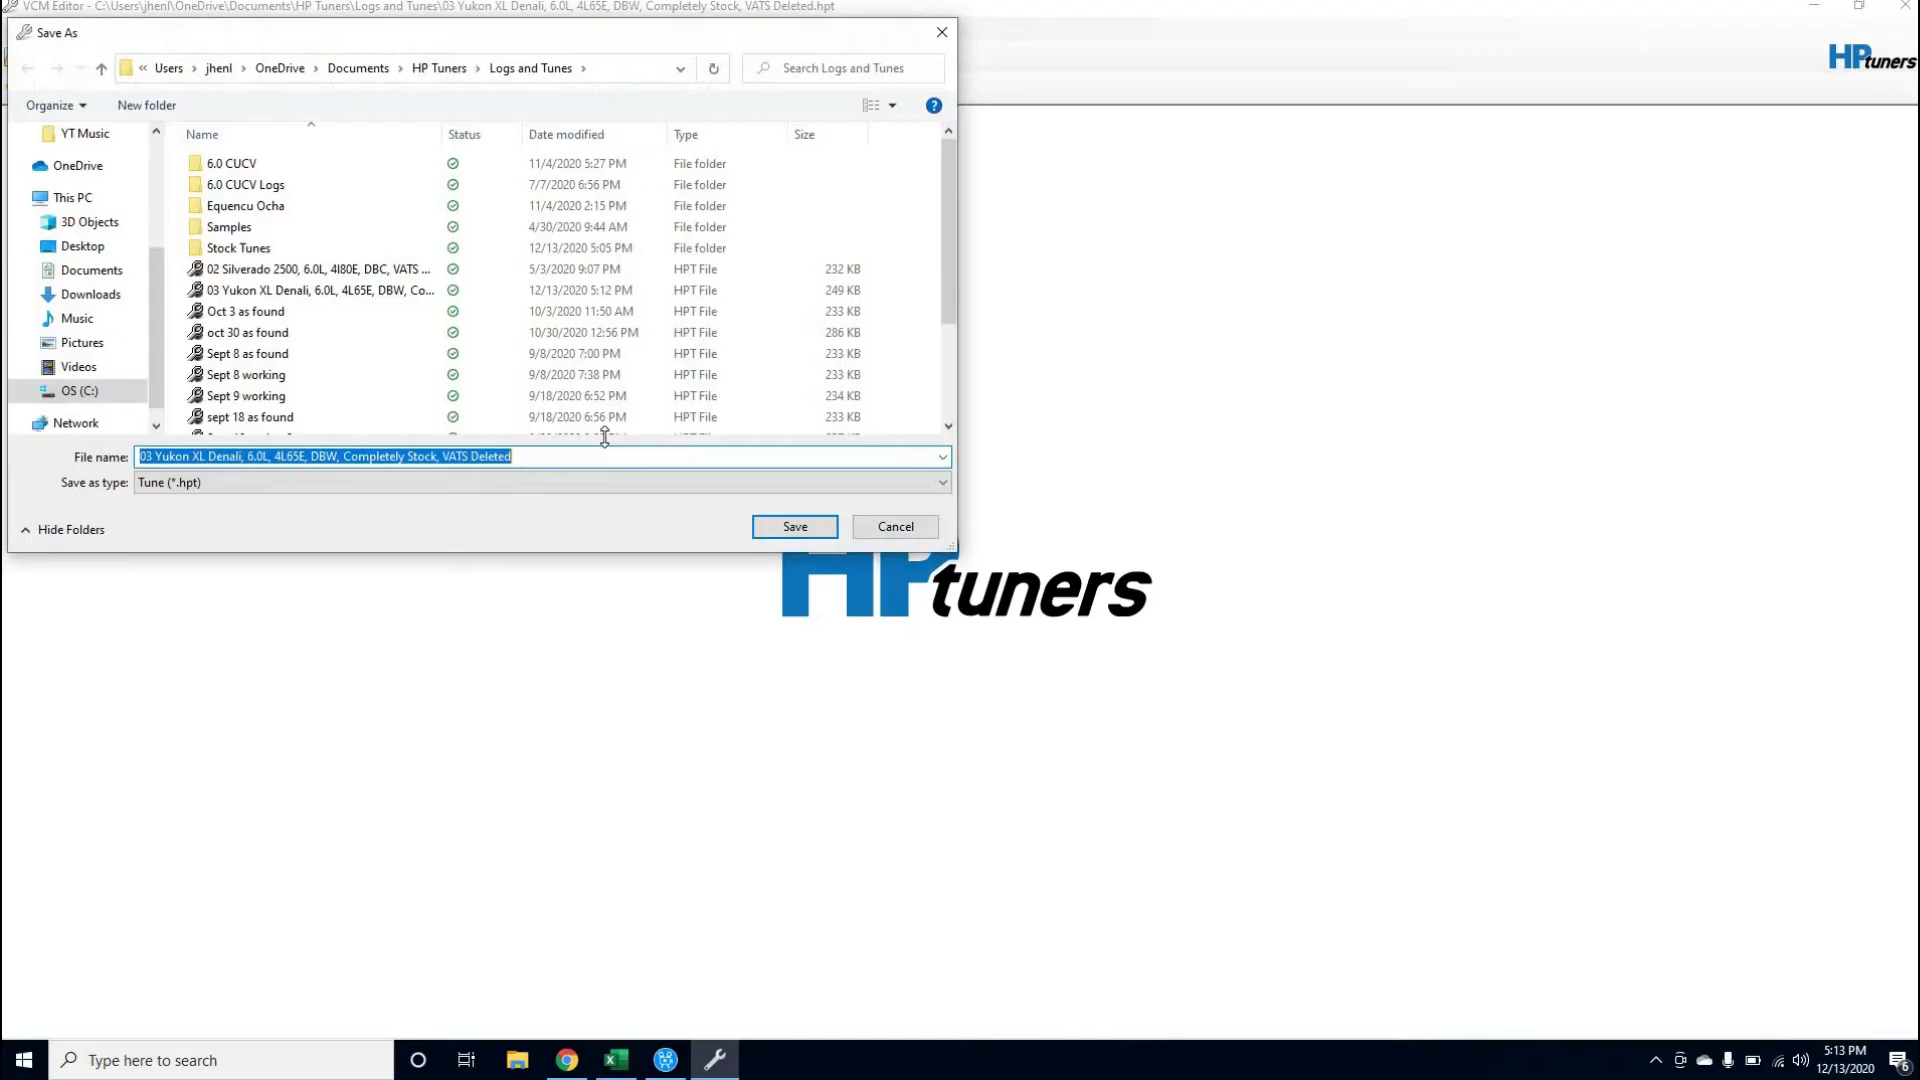 VCM Editor - C:\Users\jhenl\OneDrive\Documents\HP Tuners\Logs and Tunes\03 Yukon XL Denali, 6.0L, 4L65E, DBW, Completely Stock, VATS Deleted.hpt
Save As
HPtuners
« Users > jhenl > OneDrive > Documents > HP Tuners > Logs and Tunes >
Search Logs and Tunes
Organize New folder
Name Status Date modified Type Size
YT Music
OneDrive
This PC
3D Objects
Desktop
Documents
Downloads
Music
Pictures
Videos
OS (C:)
Network
6.0 CUCV 11/4/2020 5:27 PM File folder
6.0 CUCV Logs 7/7/2020 6:56 PM File folder
Equencu Ocha 11/4/2020 2:15 PM File folder
Samples 4/30/2020 9:44 AM File folder
Stock Tunes 12/13/2020 5:05 PM File folder
02 Silverado 2500, 6.0L, 4l80E, DBC, VATS ... 5/3/2020 9:07 PM HPT File 232 KB
03 Yukon XL Denali, 6.0L, 4L65E, DBW, Co... 12/13/2020 5:12 PM HPT File 249 KB
Oct 3 as found 10/3/2020 11:50 AM HPT File 233 KB
oct 30 as found 10/30/2020 12:56 PM HPT File 286 KB
Sept 8 as found 9/8/2020 7:00 PM HPT File 233 KB
Sept 8 working 9/8/2020 7:38 PM HPT File 233 KB
Sept 9 working 9/18/2020 6:52 PM HPT File 234 KB
sept 18 as found 9/18/2020 6:56 PM HPT File 233 KB
File name: 03 Yukon XL Denali, 6.0L, 4L65E, DBW, Completely Stock, VATS Deleted
Save as type: Tune (*.hpt)
Hide Folders
Save Cancel
HPtuners
Type here to search
5:13 PM
12/13/2020
6